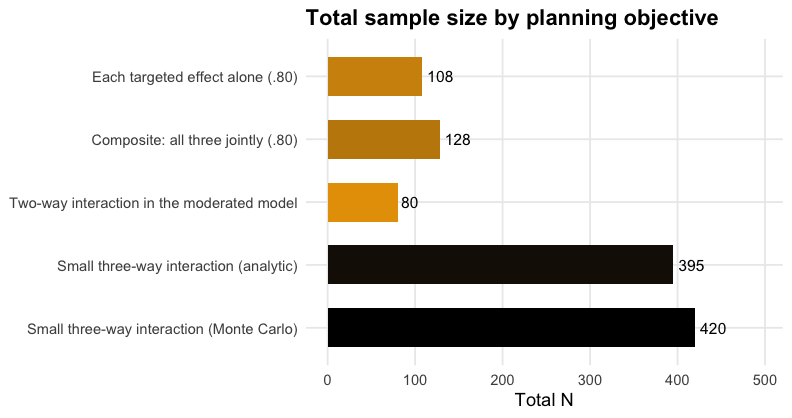 Total sample size by planning objective
Each targeted effect alone (.80)
108
Composite: all three jointly (.80)
128
Two-way interaction in the moderated model
80
Small three-way interaction (analytic)
395
Small three-way interaction (Monte Carlo)
420
0 100 200 300 400 500
Total N